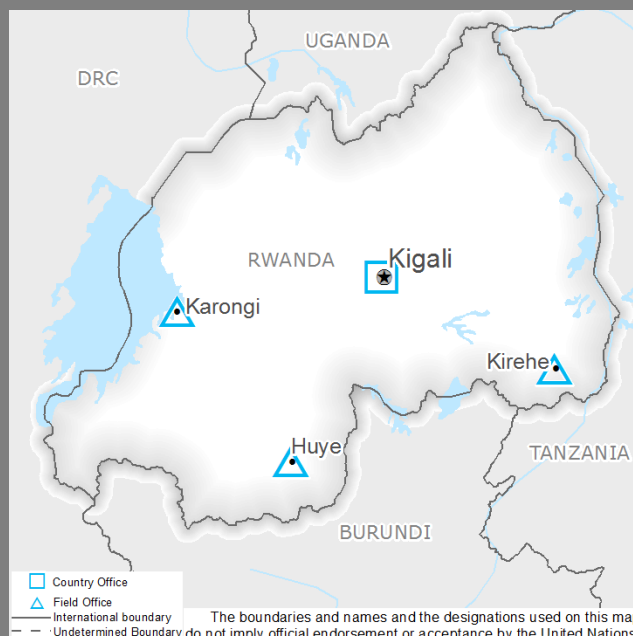 UGANDA
DRC
RWANDA
Kigali
Karongi
Kirehe
Huye
TANZANIA
BURUNDI
Country Office
Field Office
International boundary
Undetermined Boundary
The boundaries and names and the designations used on this ma
do not imply official endorsement or acceptance by the United Nations